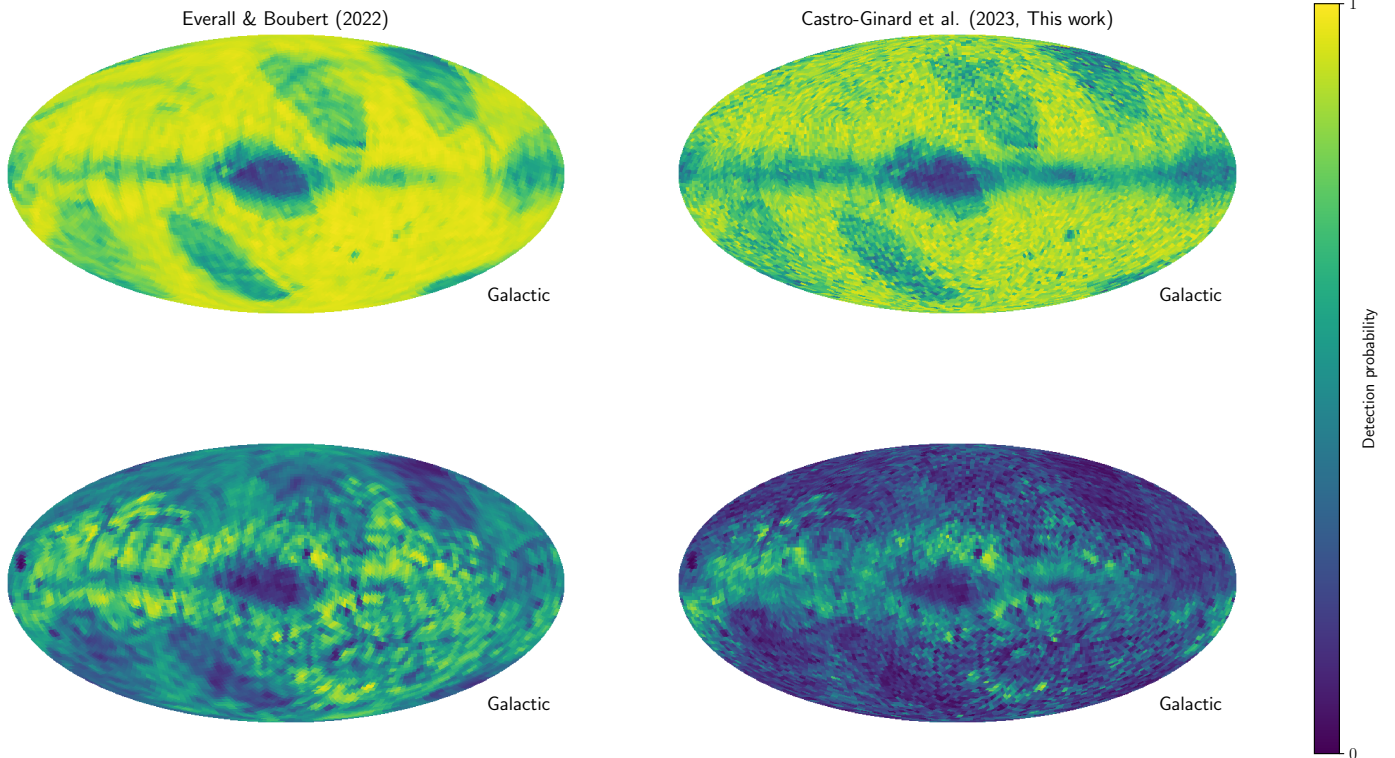 Everall & Boubert (2022)
Castro-Ginard et al. (2023, This work)
1
Galactic
Galactic
Detection probability
Galactic
Galactic
0